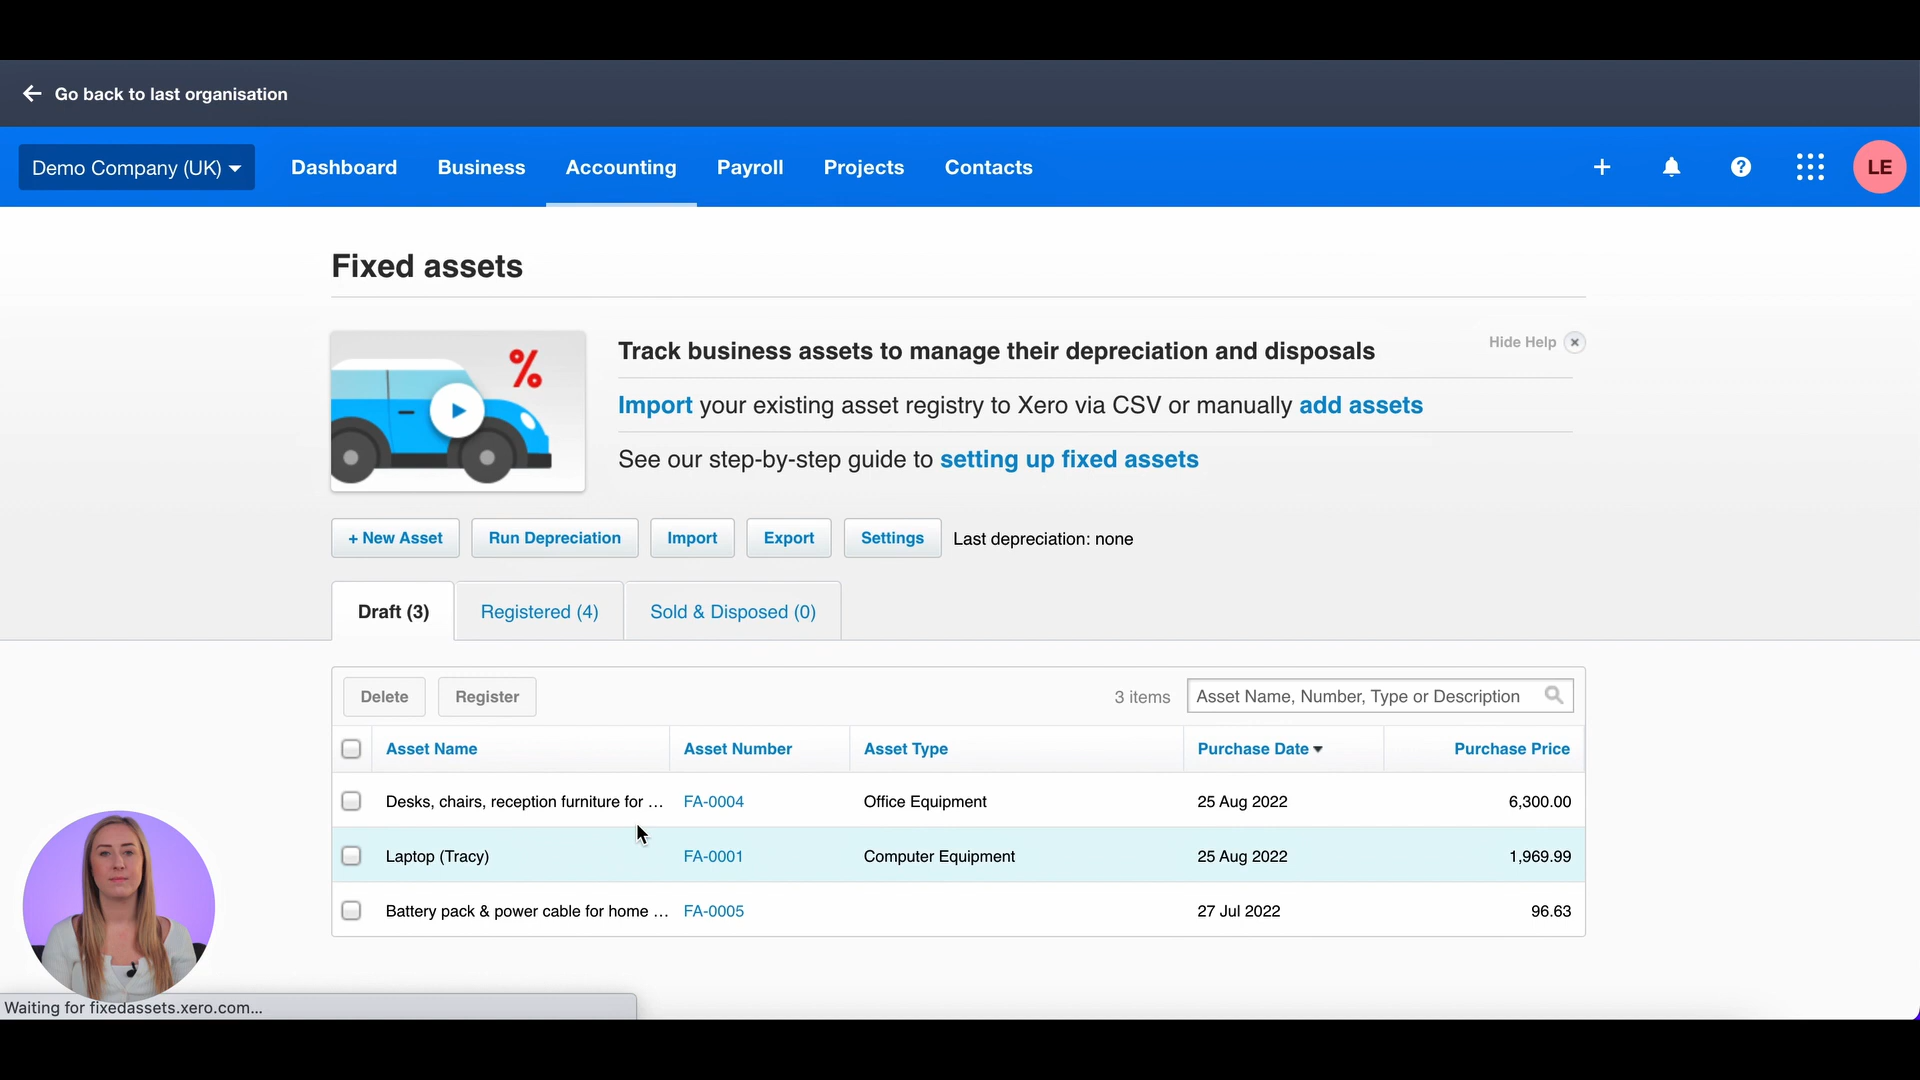 Go back to last organisation
Demo Company (UK) Dashboard Business Accounting Payroll Projects Contacts LE
Fixed assets
%
Track business assets to manage their depreciation and disposals
Hide Help
Import your existing asset registry to Xero via CSV or manually add assets
See our step-by-step guide to setting up fixed assets
+ New Asset Run Depreciation Import Export Settings Last depreciation: none
Draft (3) Registered (4) Sold & Disposed (0)
Delete Register 3 items Asset Name, Number, Type or Description
Asset Name Asset Number Asset Type Purchase Date Purchase Price
Desks, chairs, reception furniture for ... FA-0004 Office Equipment 25 Aug 2022 6,300.00
Laptop (Tracy) FA-0001 Computer Equipment 25 Aug 2022 1,969.99
Battery pack & power cable for home ... FA-0005 27 Jul 2022 96.63
Waiting for fixedassets.xero.com...